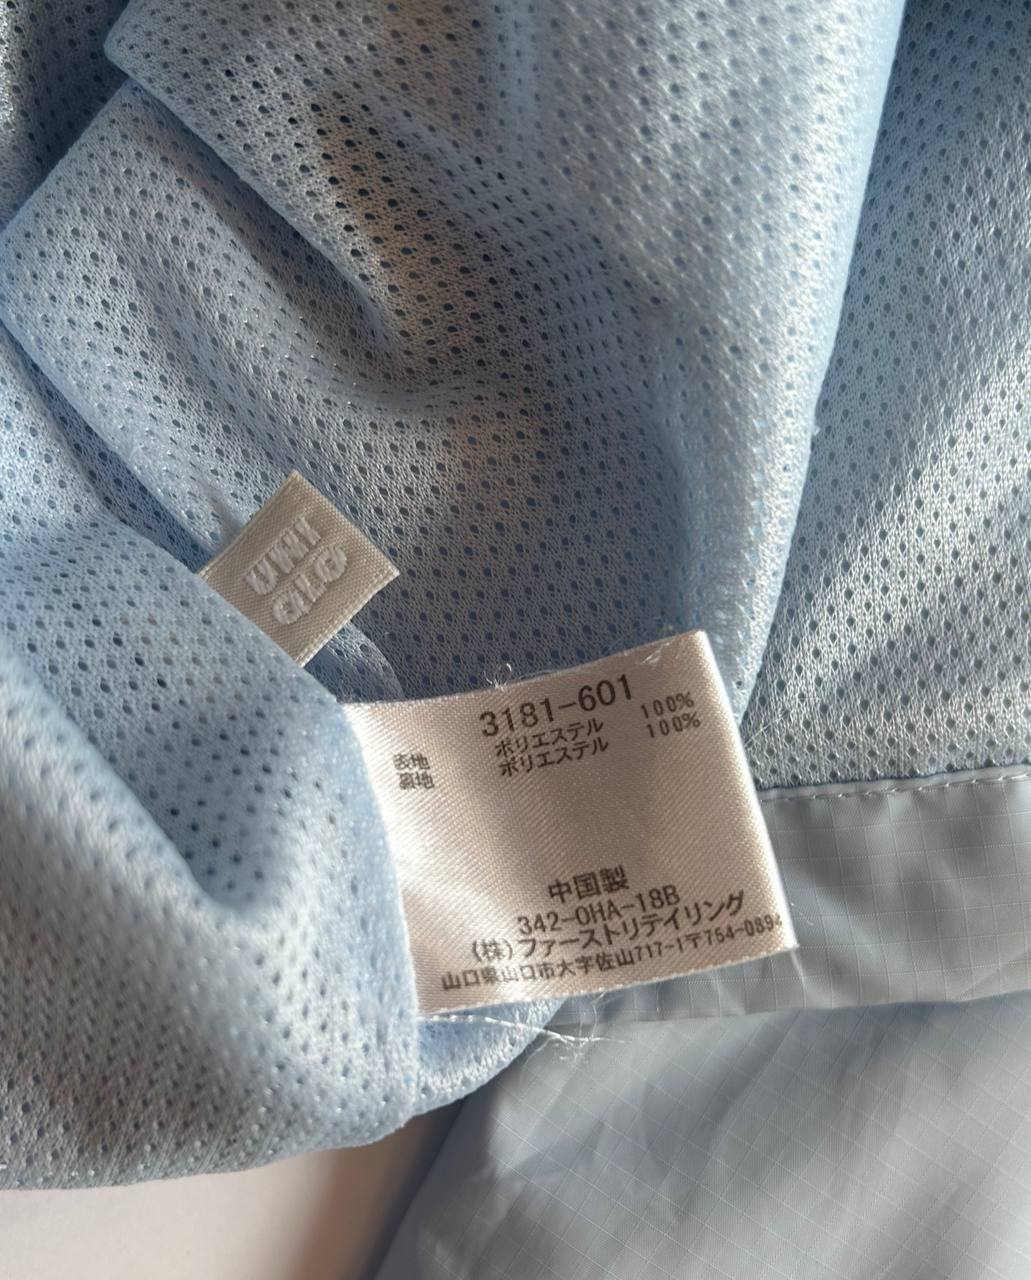 UNI
QLO
3181-601
表地 ポリエステル 100%
裏地 ポリエステル 100%
中国製
342-0HA-18B
(株)ファーストリテイリング
山口県山口市大字佐山717-1〒754-0894